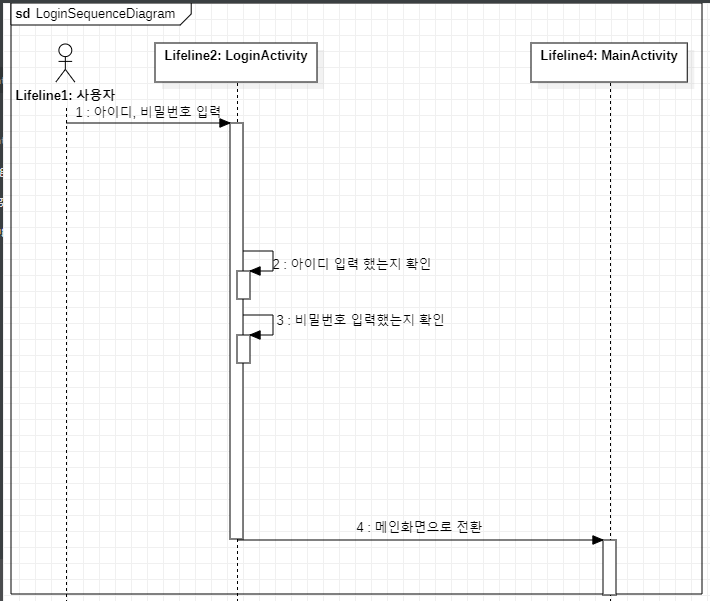 sd LoginSequenceDiagram
Lifeline1: 사용자
Lifeline2: LoginActivity
Lifeline4: MainActivity
1 : 아이디, 비밀번호 입력
2 : 아이디 입력 했는지 확인
3 : 비밀번호 입력했는지 확인
4 : 메인화면으로 전환